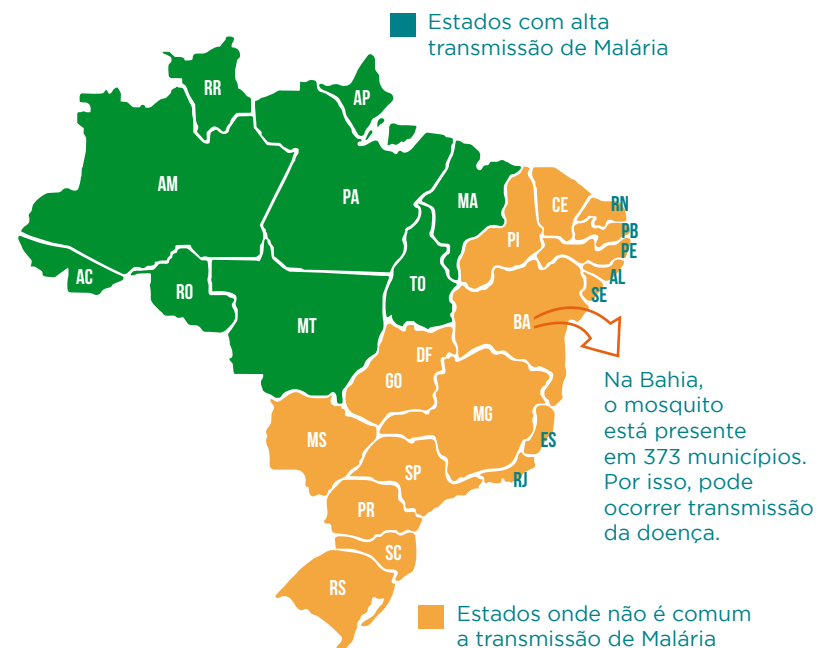 Estados com alta
transmissão de Malária
RR
AP
AM
PA
MA
CE
RN
PB
PI
PE
AC
RO
TO
AL
SE
MT
BA
DF
GO
Na Bahia,
o mosquito
está presente
em 373 municípios.
Por isso, pode
ocorrer transmissão
da doença.
MG
MS
ES
SP
RJ
PR
SC
RS
Estados onde não é comum
a transmissão de Malária